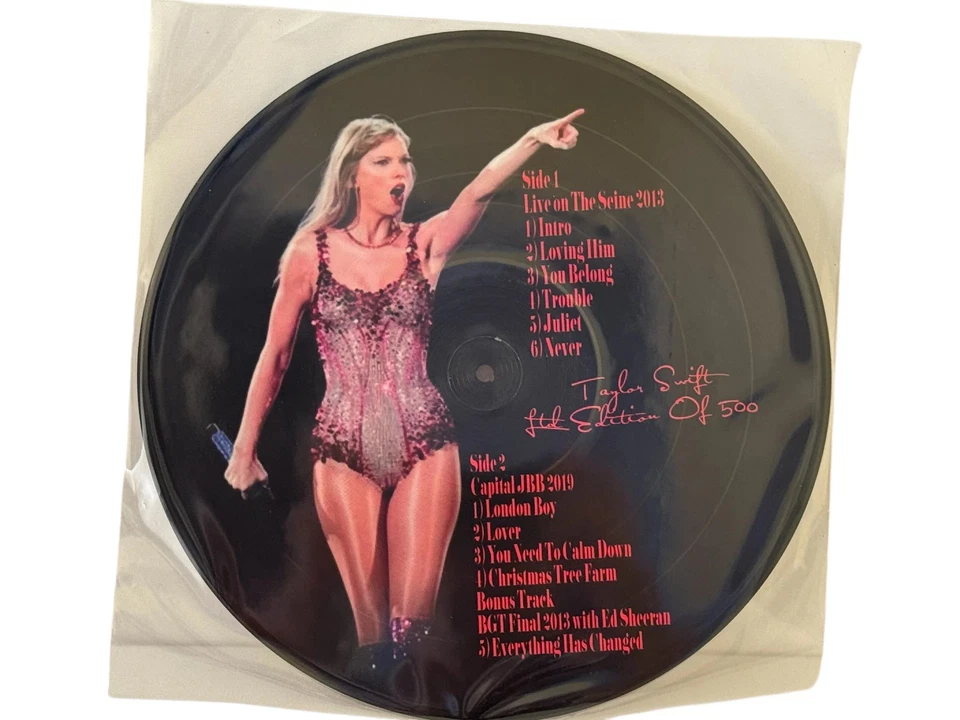 Side 1
Live on The Seine 2013
1) Intro
2) Loving Him
3) You Belong
4) Trouble
5) Juliet
6) Never
Taylor Swift
Ltd Edition Of 500
Side 2
Capital JBB 2019
1) London Boy
2) Lover
3) You Need To Calm Down
4) Christmas Tree Farm
Bonus Track
BGT Final 2013 with Ed Sheeran
5) Everything Has Changed